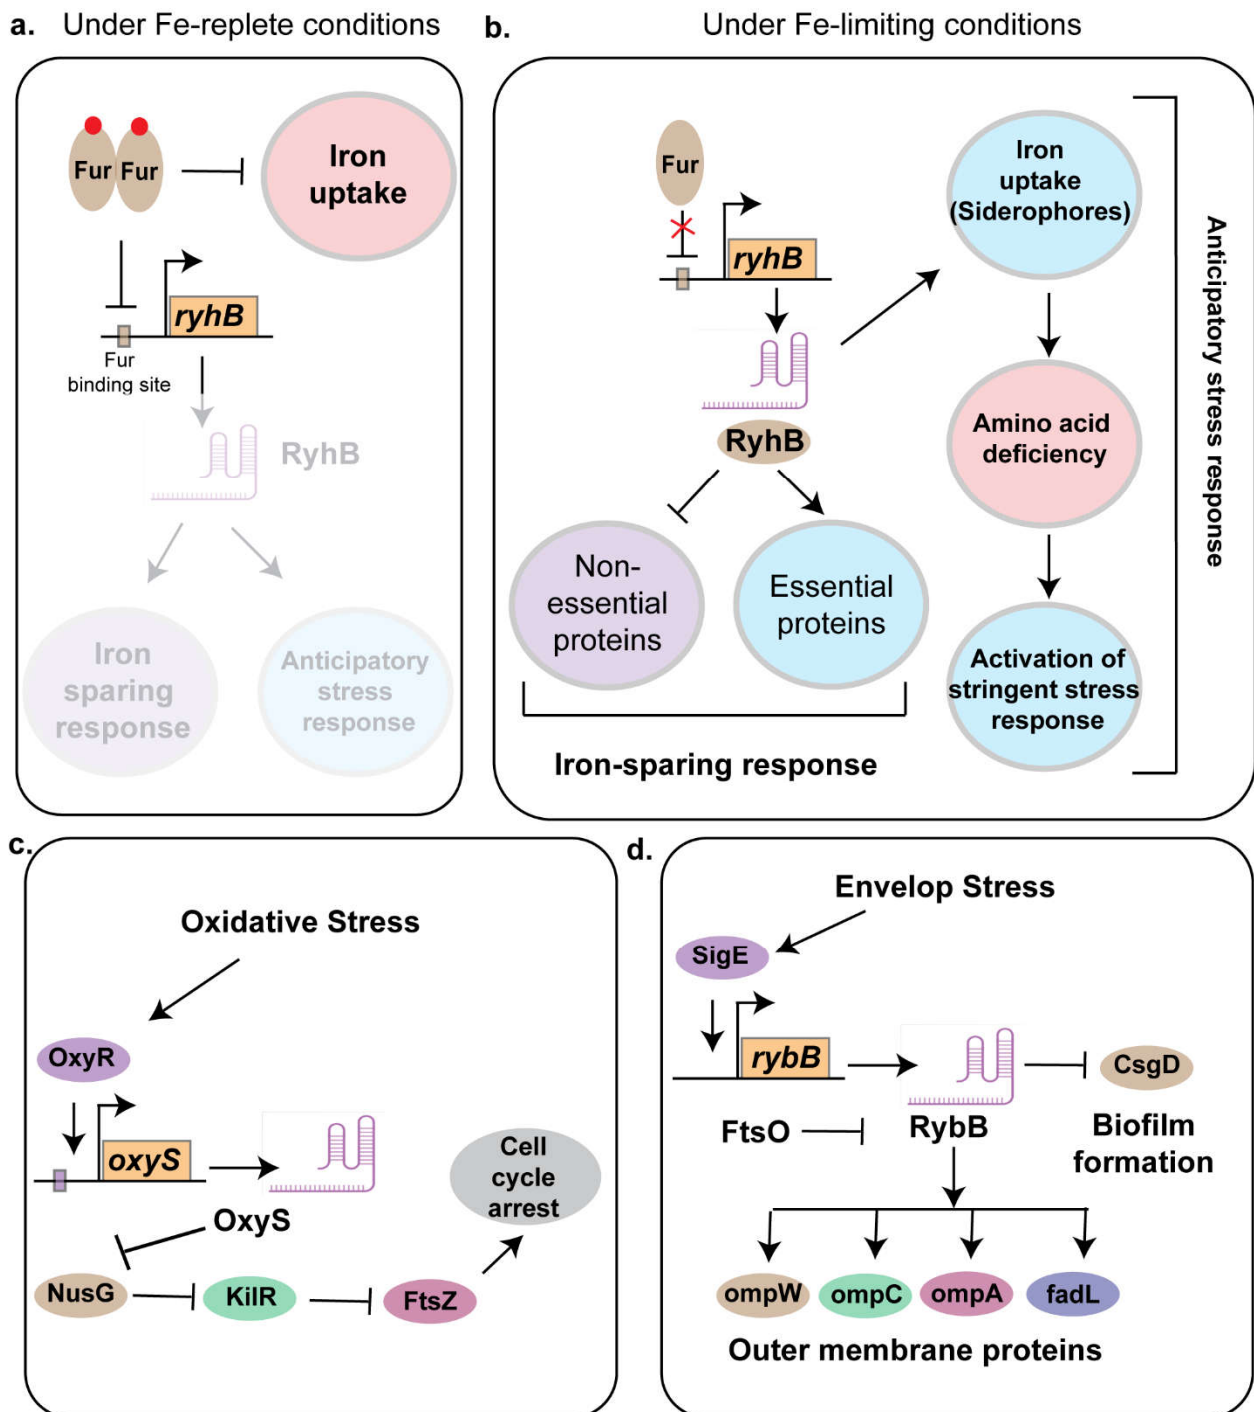 a. Under Fe-replete conditions
Fur Fur
Iron
uptake
ryhB
Fur
binding site
RyhB
Iron
sparing
response
Anticipatory
stress
response
b. Under Fe-limiting conditions
Fur
ryhB
RyhB
Iron
uptake
(Siderophores)
Amino acid
deficiency
Activation of
stringent stress
response
Anticipatory stress response
Non-
essential
proteins
Essential
proteins
Iron-sparing response
c.
Oxidative Stress
OxyR
oxyS
OxyS
Cell
cycle
arrest
NusG
KilR
FtsZ
d.
Envelop Stress
SigE
rybB
CsgD
FtsO
RybB
Biofilm
formation
ompW
ompC
ompA
fadL
Outer membrane proteins